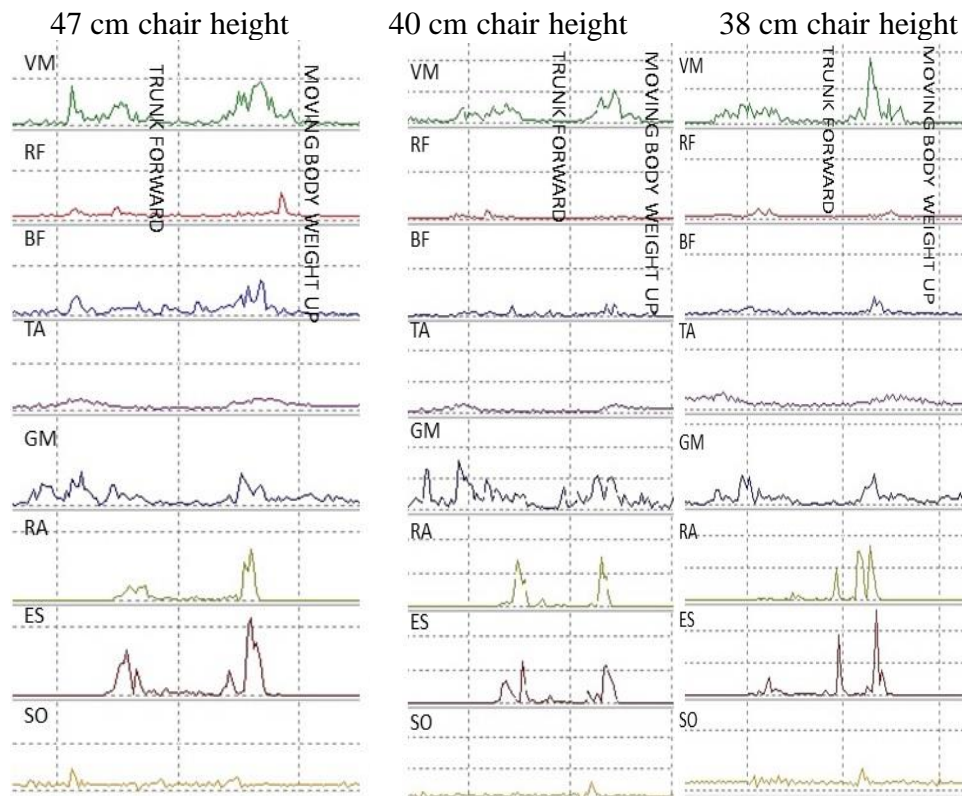 47 cm chair height
VM
TRUNK FORWARD
MOVING BODY WEIGHT UP
RF
BF
TA
GM
RA
ES
SO
40 cm chair height
VM
TRUNK FORWARD
MOVING BODY WEIGHT UP
RF
BF
TA
GM
RA
ES
SO
38 cm chair height
VM
TRUNK FORWARD
MOVING BODY WEIGHT UP
RF
BF
TA
GM
RA
ES
SO